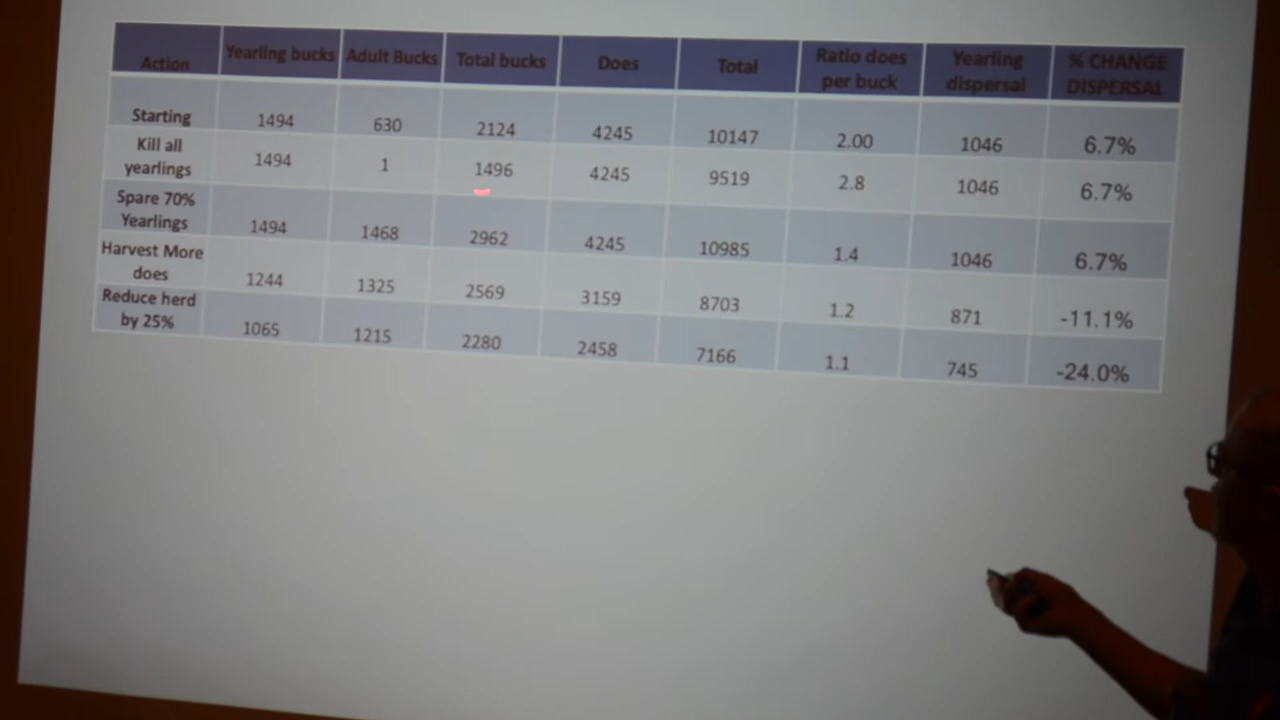 Action Yearling bucks Adult Bucks Total bucks Does Total Ratio does per buck Yearling dispersal % CHANGE DISPERSAL
Starting 1494 630 2124 4245 10147 2.00 1046 6.7%
Kill all yearlings 1494 1 1496 4245 9519 2.8 1046 6.7%
Spare 70% Yearlings 1494 1468 2962 4245 10985 1.4 1046 6.7%
Harvest More does 1244 1325 2569 3159 8703 1.2 871 -11.1%
Reduce herd by 25% 1065 1215 2280 2458 7166 1.1 745 -24.0%